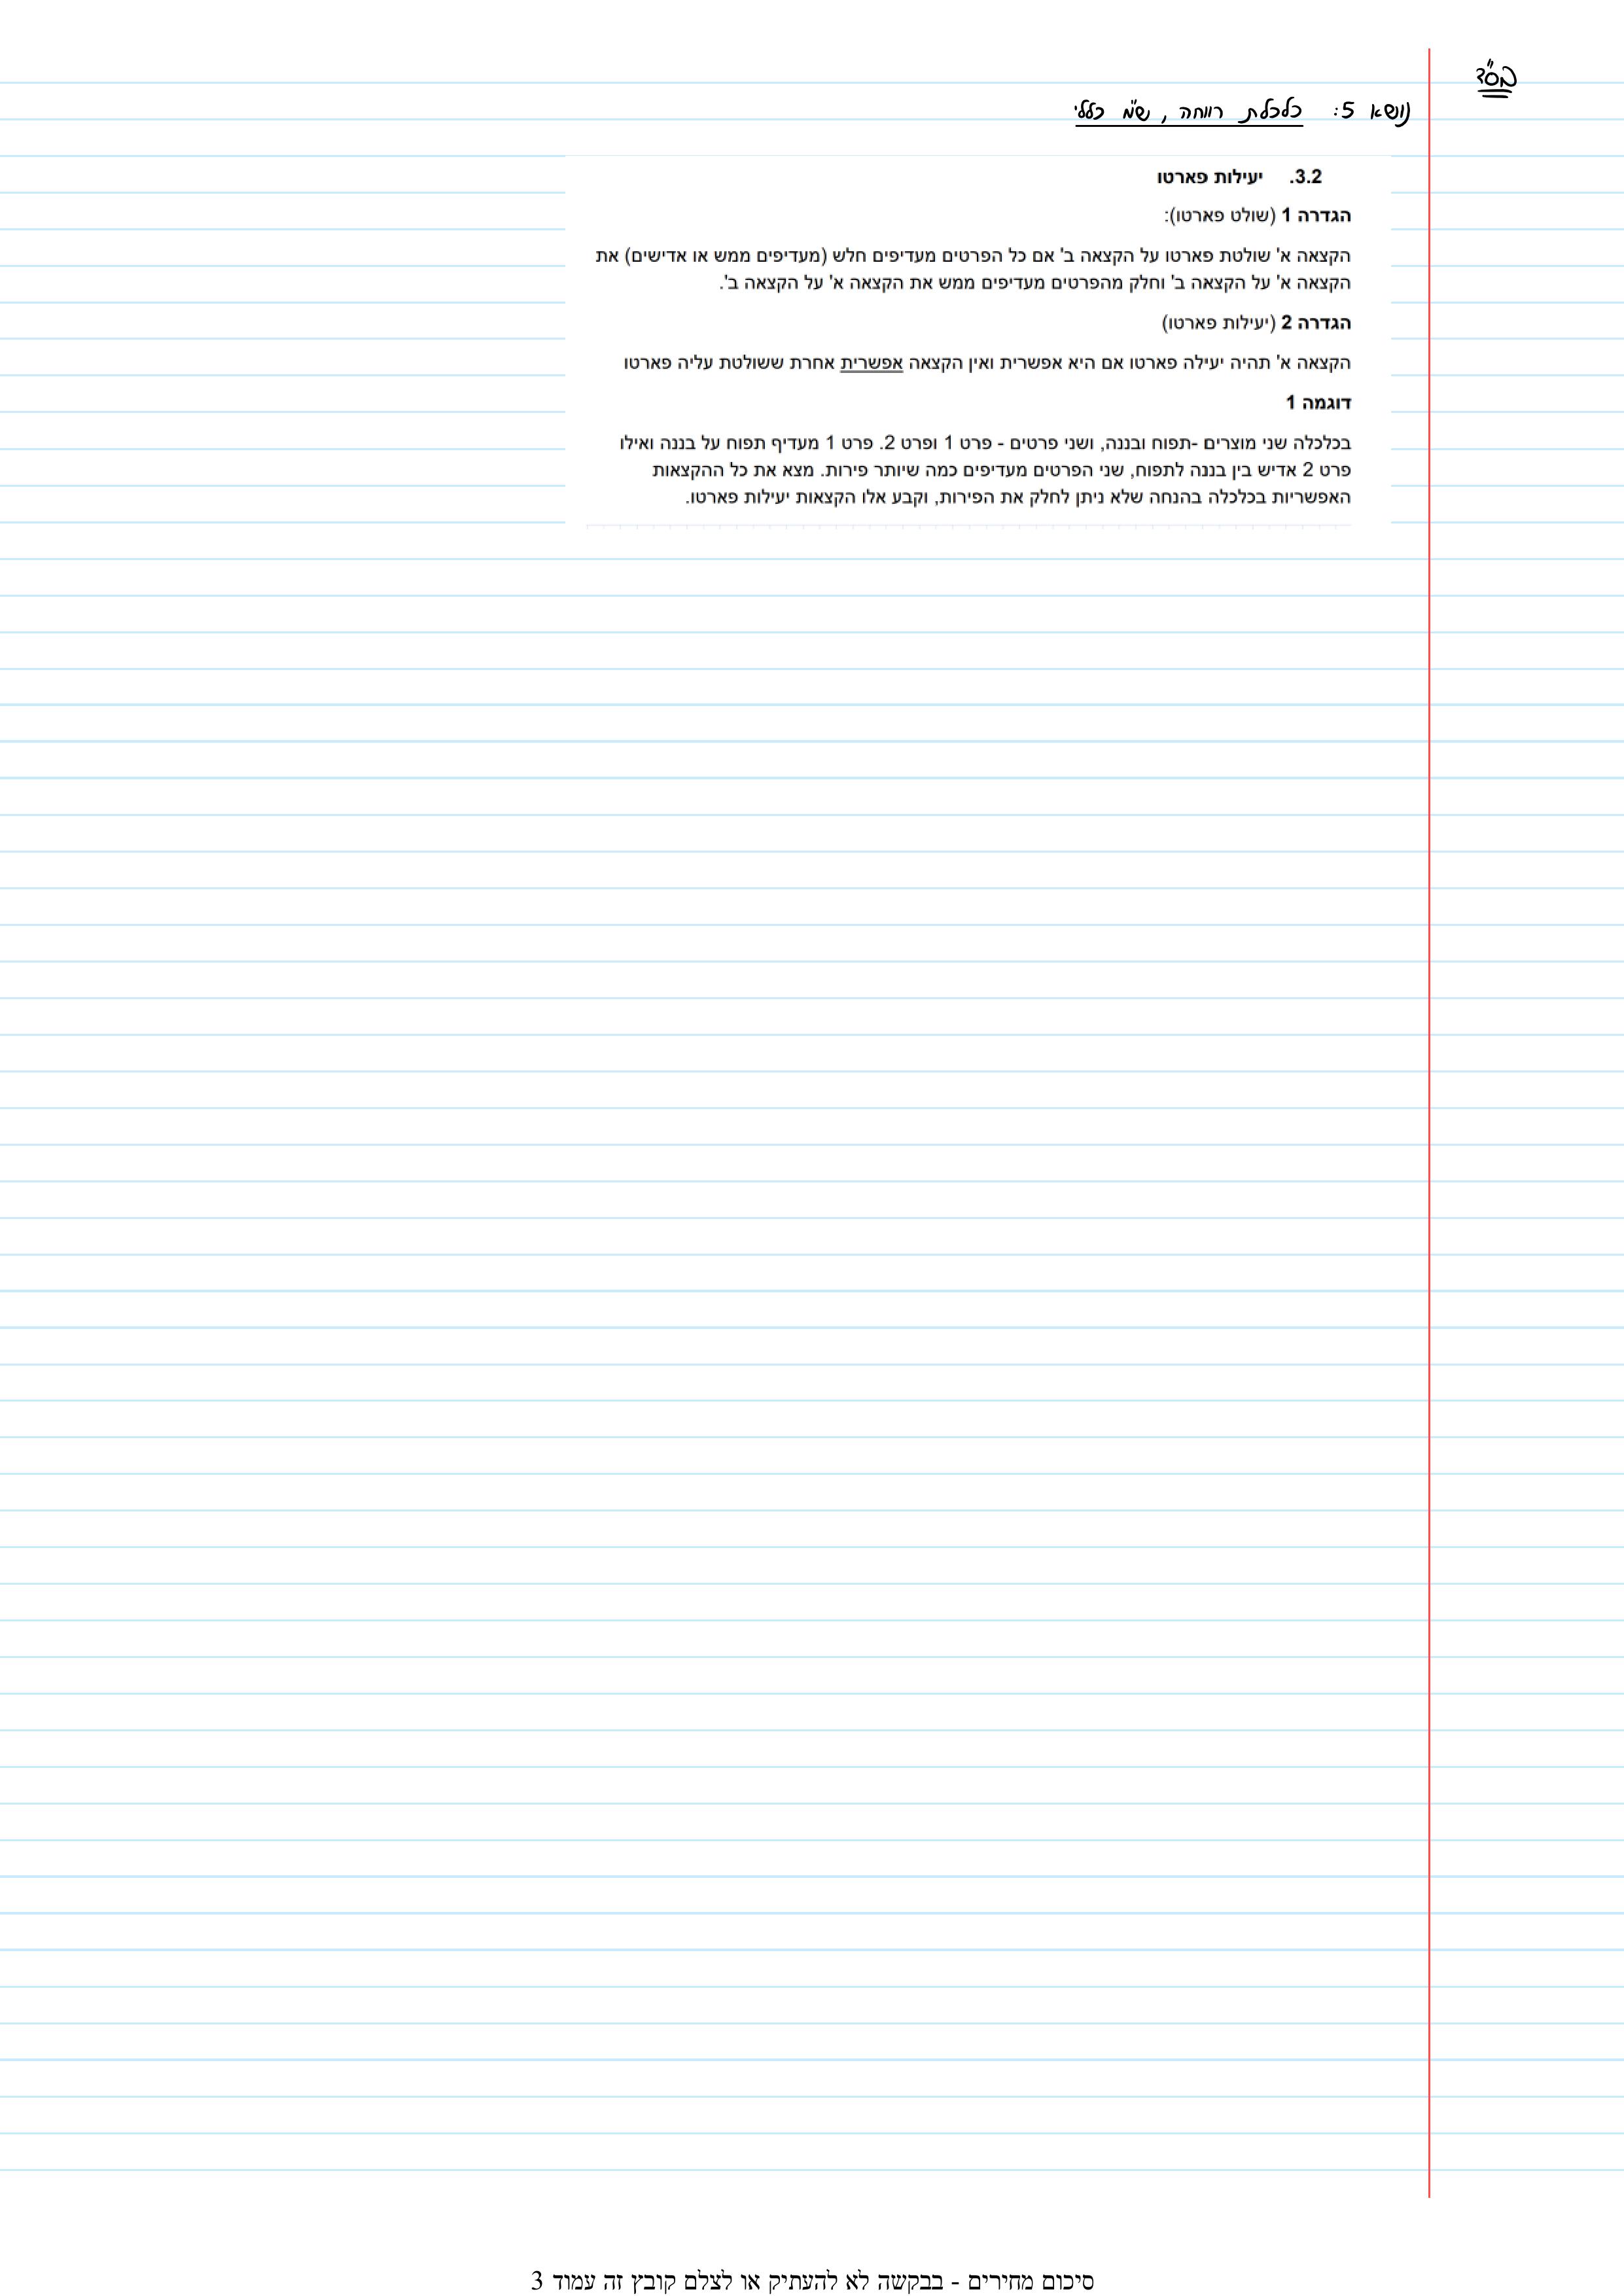 בס"ד
נושא 5: כלכלת רווחה, ש"מ כללי
3.2. יעילות פארטו
הגדרה 1 (שולט פארטו):
הקצאה א' שולטת פארטו על הקצאה ב' אם כל הפרטים מעדיפים חלש (מעדיפים ממש או אדישים) את
הקצאה א' על הקצאה ב' וחלק מהפרטים מעדיפים ממש את הקצאה א' על הקצאה ב'.
הגדרה 2 (יעילות פארטו)
הקצאה א' תהיה יעילה פארטו אם היא אפשרית ואין הקצאה אפשרית אחרת ששולטת עליה פארטו
דוגמה 1
בכלכלה שני מוצרים -תפוח ובננה, ושני פרטים - פרט 1 ופרט 2. פרט 1 מעדיף תפוח על בננה ואילו
פרט 2 אדיש בין בננה לתפוח, שני הפרטים מעדיפים כמה שיותר פירות. מצא את כל ההקצאות
האפשריות בכלכלה בהנחה שלא ניתן לחלק את הפירות, וקבע אלו הקצאות יעילות פארטו.
סיכום מחירים - בבקשה לא להעתיק או לצלם קובץ זה עמוד 3